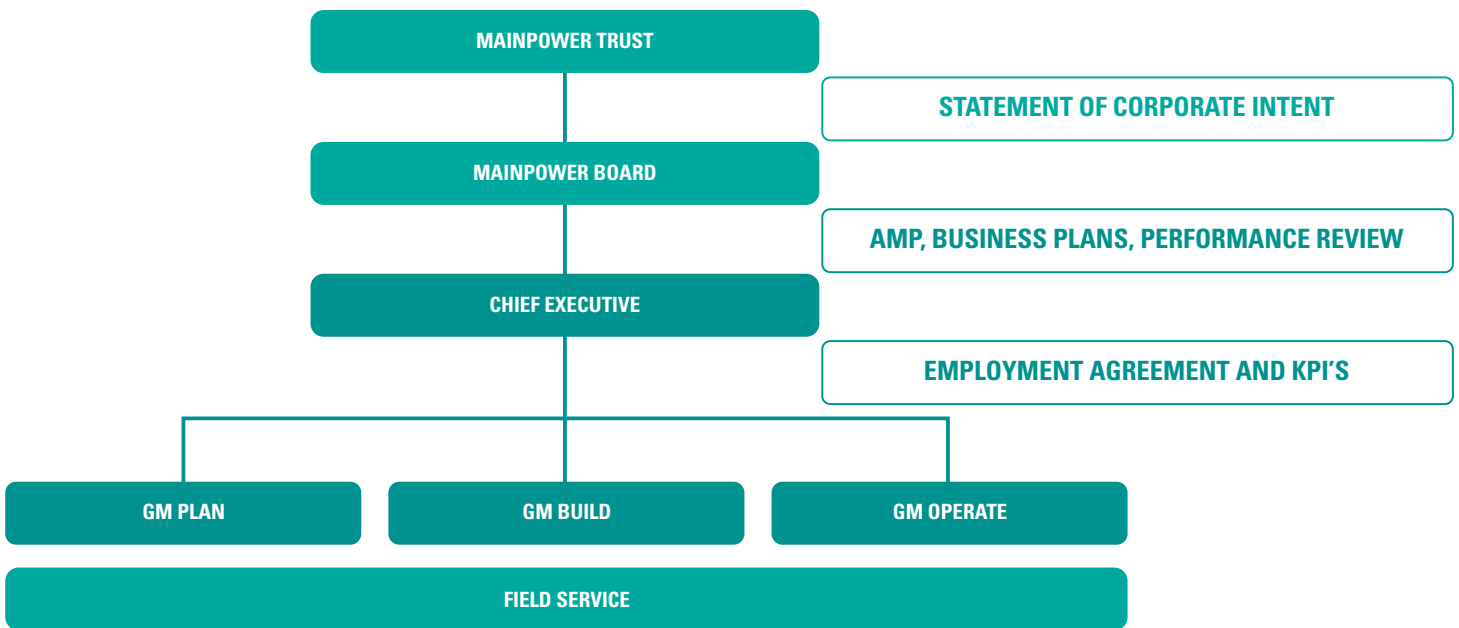 MAINPOWER TRUST
STATEMENT OF CORPORATE INTENT
MAINPOWER BOARD
AMP, BUSINESS PLANS, PERFORMANCE REVIEW
CHIEF EXECUTIVE
EMPLOYMENT AGREEMENT AND KPI'S
GM PLAN
GM BUILD
GM OPERATE
FIELD SERVICE